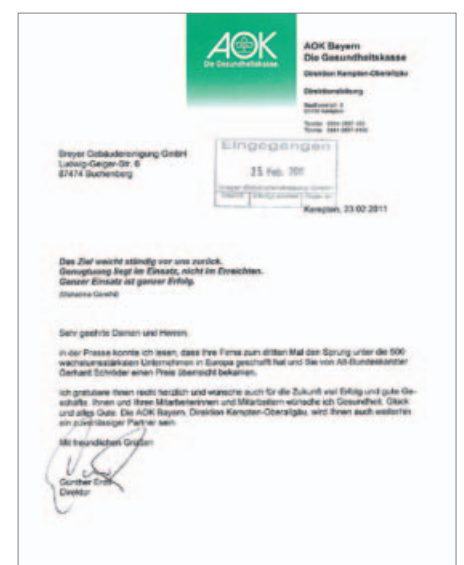 AOK
Die Gesundheitskasse
AOK Bayern
Die Gesundheitskasse
Direktion Kempten-Oberallgäu
Direktionsleitung
Breyer Gebäudereinigung GmbH
Ludwig-Geiger-Str. 6
87474 Buchenberg
Eingegangen
25. Feb. 2011
Kempten, 23.02.2011
Das Ziel weicht ständig vor uns zurück.
Genugtuung liegt im Einsatz, nicht im Erreichten.
Ganzer Einsatz ist ganzer Erfolg.
(Mahatma Gandhi)
Sehr geehrte Damen und Herren,
in der Presse konnte ich lesen, dass Ihre Firma zum dritten Mal den Sprung unter die 500
wachstumsstärksten Unternehmen in Europa geschafft hat und Sie von Alt-Bundeskanzler
Gerhard Schröder einen Preis überreicht bekamen.
Ich gratuliere Ihnen recht herzlich und wünsche auch für die Zukunft viel Erfolg und gute Ge-
schäfte. Ihnen und Ihren Mitarbeiterinnen und Mitarbeitern wünsche ich Gesundheit, Glück
und alles Gute. Die AOK Bayern, Direktion Kempten-Oberallgäu, wird Ihnen auch weiterhin
ein zuverlässiger Partner sein.
Mit freundlichen Grüßen
Günther
Direktor